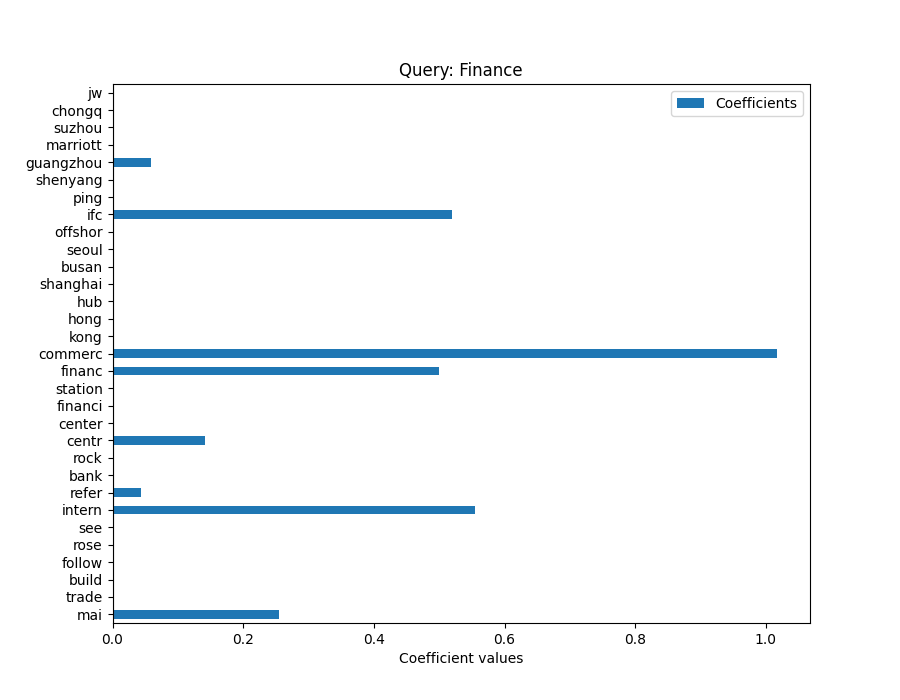 Query: Finance
Coefficients
jw
chongq
suzhou
marriott
guangzhou
shenyang
ping
ifc
offshor
seoul
busan
shanghai
hub
hong
kong
commerc
financ
station
financi
center
centr
rock
bank
refer
intern
see
rose
follow
build
trade
mai
0.0 0.2 0.4 0.6 0.8 1.0
Coefficient values